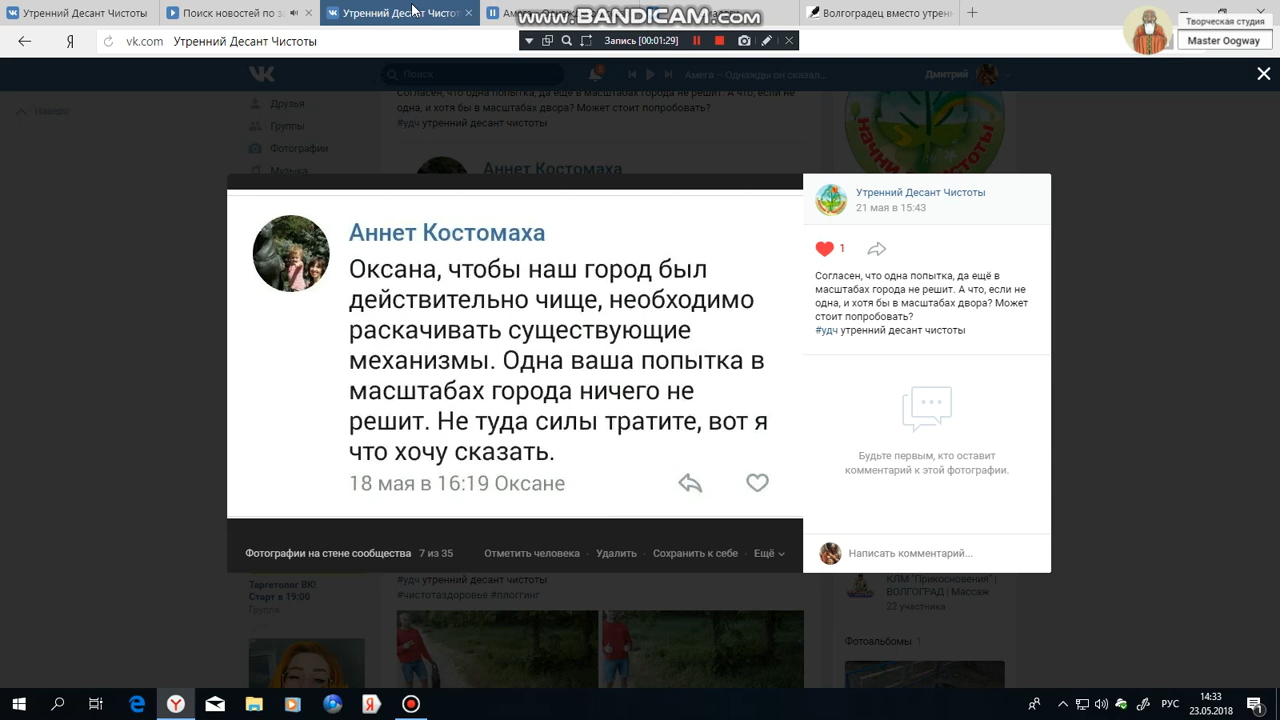 Утренний Десант Чисто
Поиск новостей по з
Утренний Десант Чистоты
Волгоград вместо утрен
www.BANDICAM.com
vk.com Утренний Десант Чистоты
Запись [00:01:29]
Творческая студия
Master Oogway
Поиск
Амега – Однажды он сказал...
Дмитрий
Наверх
Друзья
Группы
Фотографии
Музыка
Согласен, что одна попытка, да ещё в масштабах города не решит. А что, если не
одна, и хотя бы в масштабах двора? Может стоит попробовать?
#удч утренний десант чистоты
Аннет Костомаха
Аннет Костомаха
Оксана, чтобы наш город был
действительно чище, необходимо
раскачивать существующие
механизмы. Одна ваша попытка в
масштабах города ничего не
решит. Не туда силы тратите, вот я
что хочу сказать.
18 мая в 16:19 Оксане
Фотографии на стене сообщества 7 из 35 Отметить человека · Удалить · Сохранить к себе · Ещё
Утренний Десант Чистоты
21 мая в 15:43
1
Согласен, что одна попытка, да ещё в
масштабах города не решит. А что, если не
одна, и хотя бы в масштабах двора? Может
стоит попробовать?
#удч утренний десант чистоты
Будьте первым, кто оставит
комментарий к этой фотографии.
Написать комментарий...
Таргетолог ВК!
Старт в 19:00
Группа
#удч утренний десант чистоты
#чистотаздоровье #плоггинг
КЛМ "Прикосновения" |
ВОЛГОГРАД | Массаж
22 участника
Фотоальбомы 1
РУС
14:33
23.05.2018